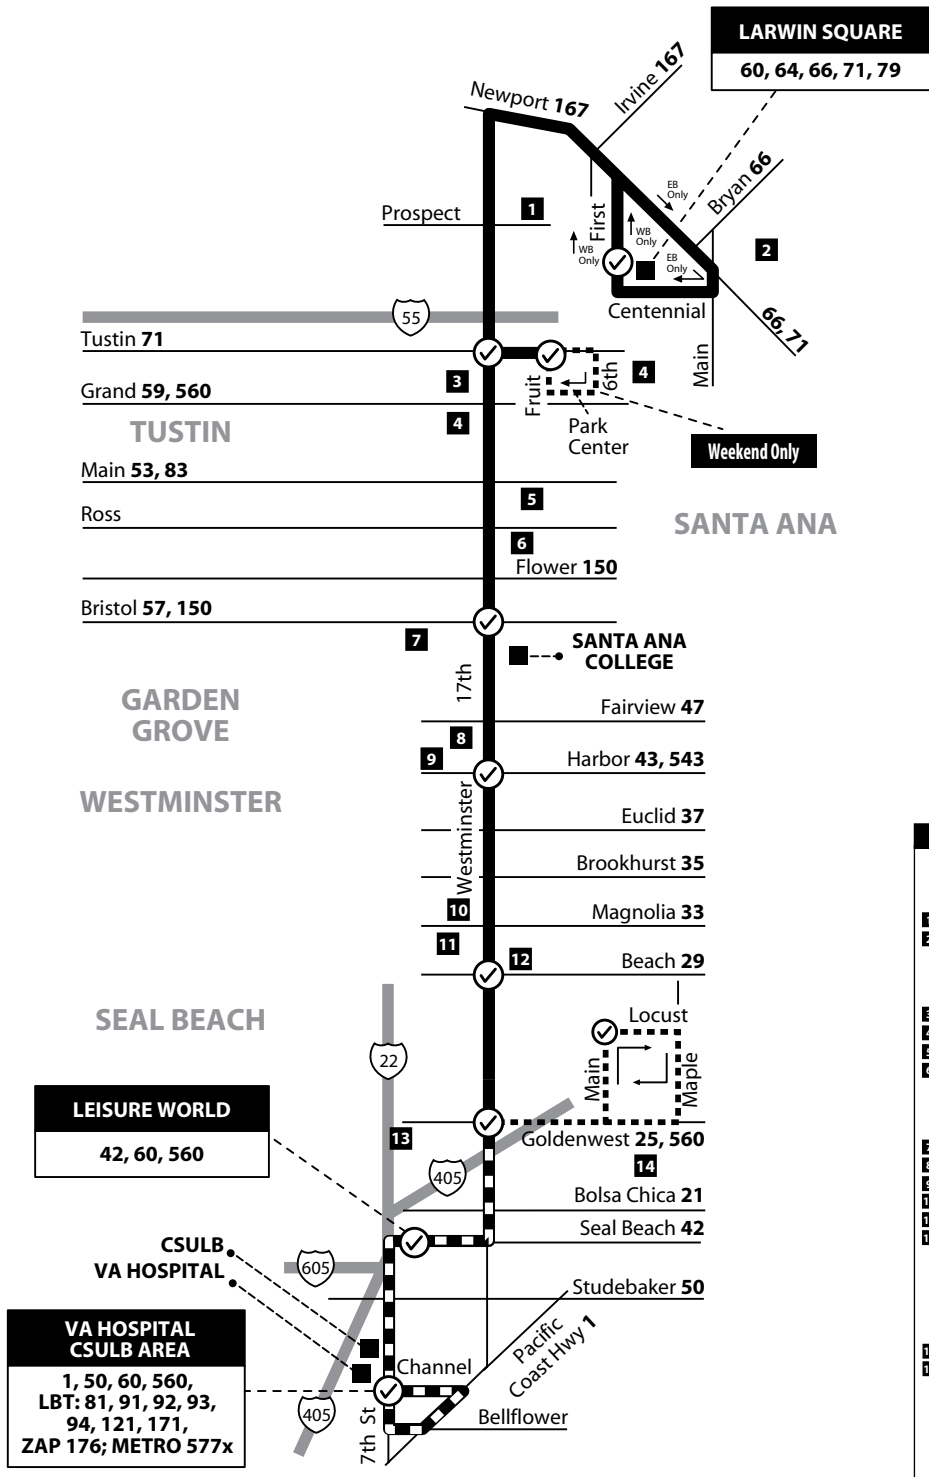 LARWIN SQUARE
60, 64, 66, 71, 79
Newport 167
Irvine 167
Bryan 66
EB
Only
First
WB
Only
WB
Only
EB
Only
Prospect
1
2
Centennial
66, 71
Main
55
Tustin 71
3
Fruit
6th
4
Grand 59, 560
4
Park
Center
TUSTIN
Weekend Only
Main 53, 83
5
Ross
SANTA ANA
6
Flower 150
Bristol 57, 150
7
SANTA ANA
COLLEGE
17th
GARDEN
GROVE
Fairview 47
8
9
Harbor 43, 543
WESTMINSTER
Westminster
Euclid 37
Brookhurst 35
10
Magnolia 33
11
12
Beach 29
SEAL BEACH
Locust
22
Main
Maple
LEISURE WORLD
42, 60, 560
13
Goldenwest 25, 560
14
405
Bolsa Chica 21
Seal Beach 42
CSULB
VA HOSPITAL
605
Studebaker 50
VA HOSPITAL
CSULB AREA
1, 50, 60, 560,
LBT: 81, 91, 92, 93,
94, 121, 171,
ZAP 176; METRO 577x
Channel
Pacific
Coast Hwy 1
405
7th St
Bellflower